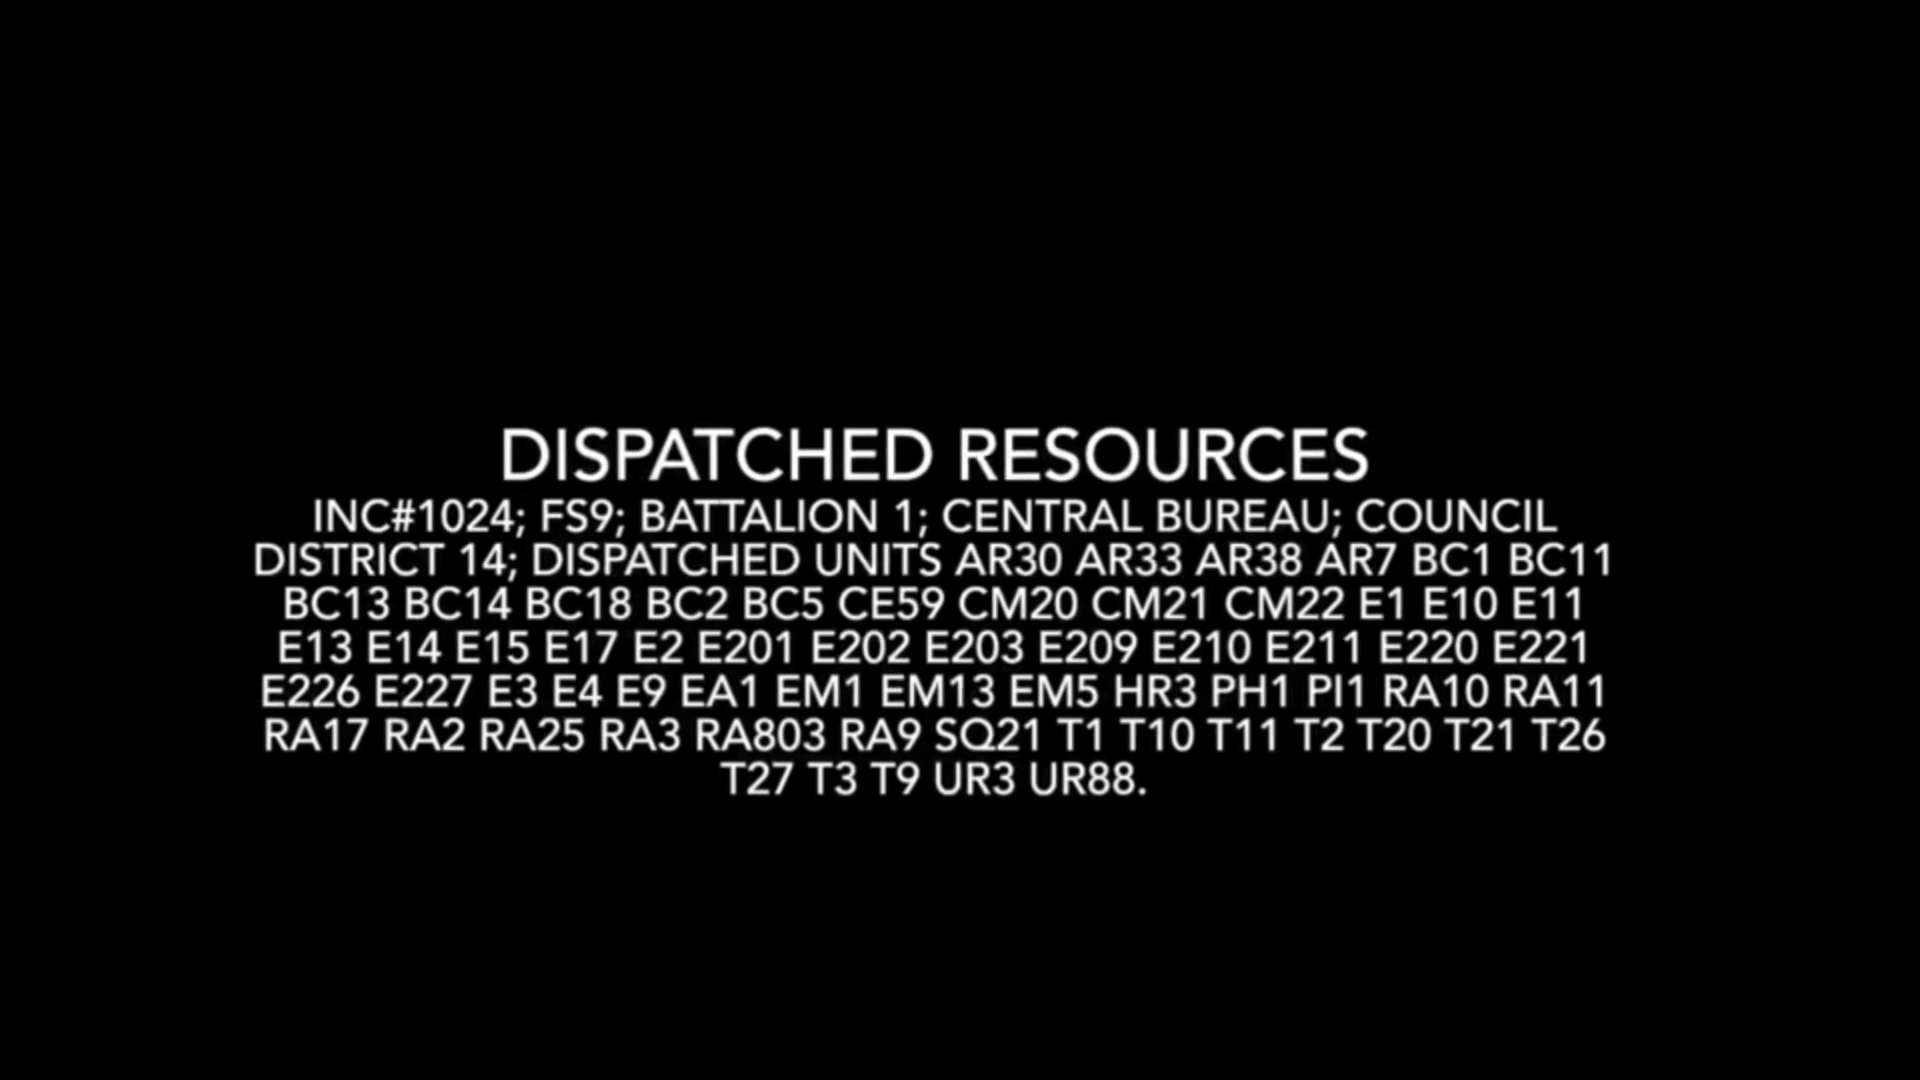 DISPATCHED RESOURCES
INC#1024; FS9; BATTALION 1; CENTRAL BUREAU; COUNCIL
DISTRICT 14; DISPATCHED UNITS AR30 AR33 AR38 AR7 BC1 BC11
BC13 BC14 BC18 BC2 BC5 CE59 CM20 CM21 CM22 E1 E10 E11
E13 E14 E15 E17 E2 E201 E202 E203 E209 E210 E211 E220 E221
E226 E227 E3 E4 E9 EA1 EM1 EM13 EM5 HR3 PH1 PI1 RA10 RA11
RA17 RA2 RA25 RA3 RA803 RA9 SQ21 T1 T10 T11 T2 T20 T21 T26
T27 T3 T9 UR3 UR88.